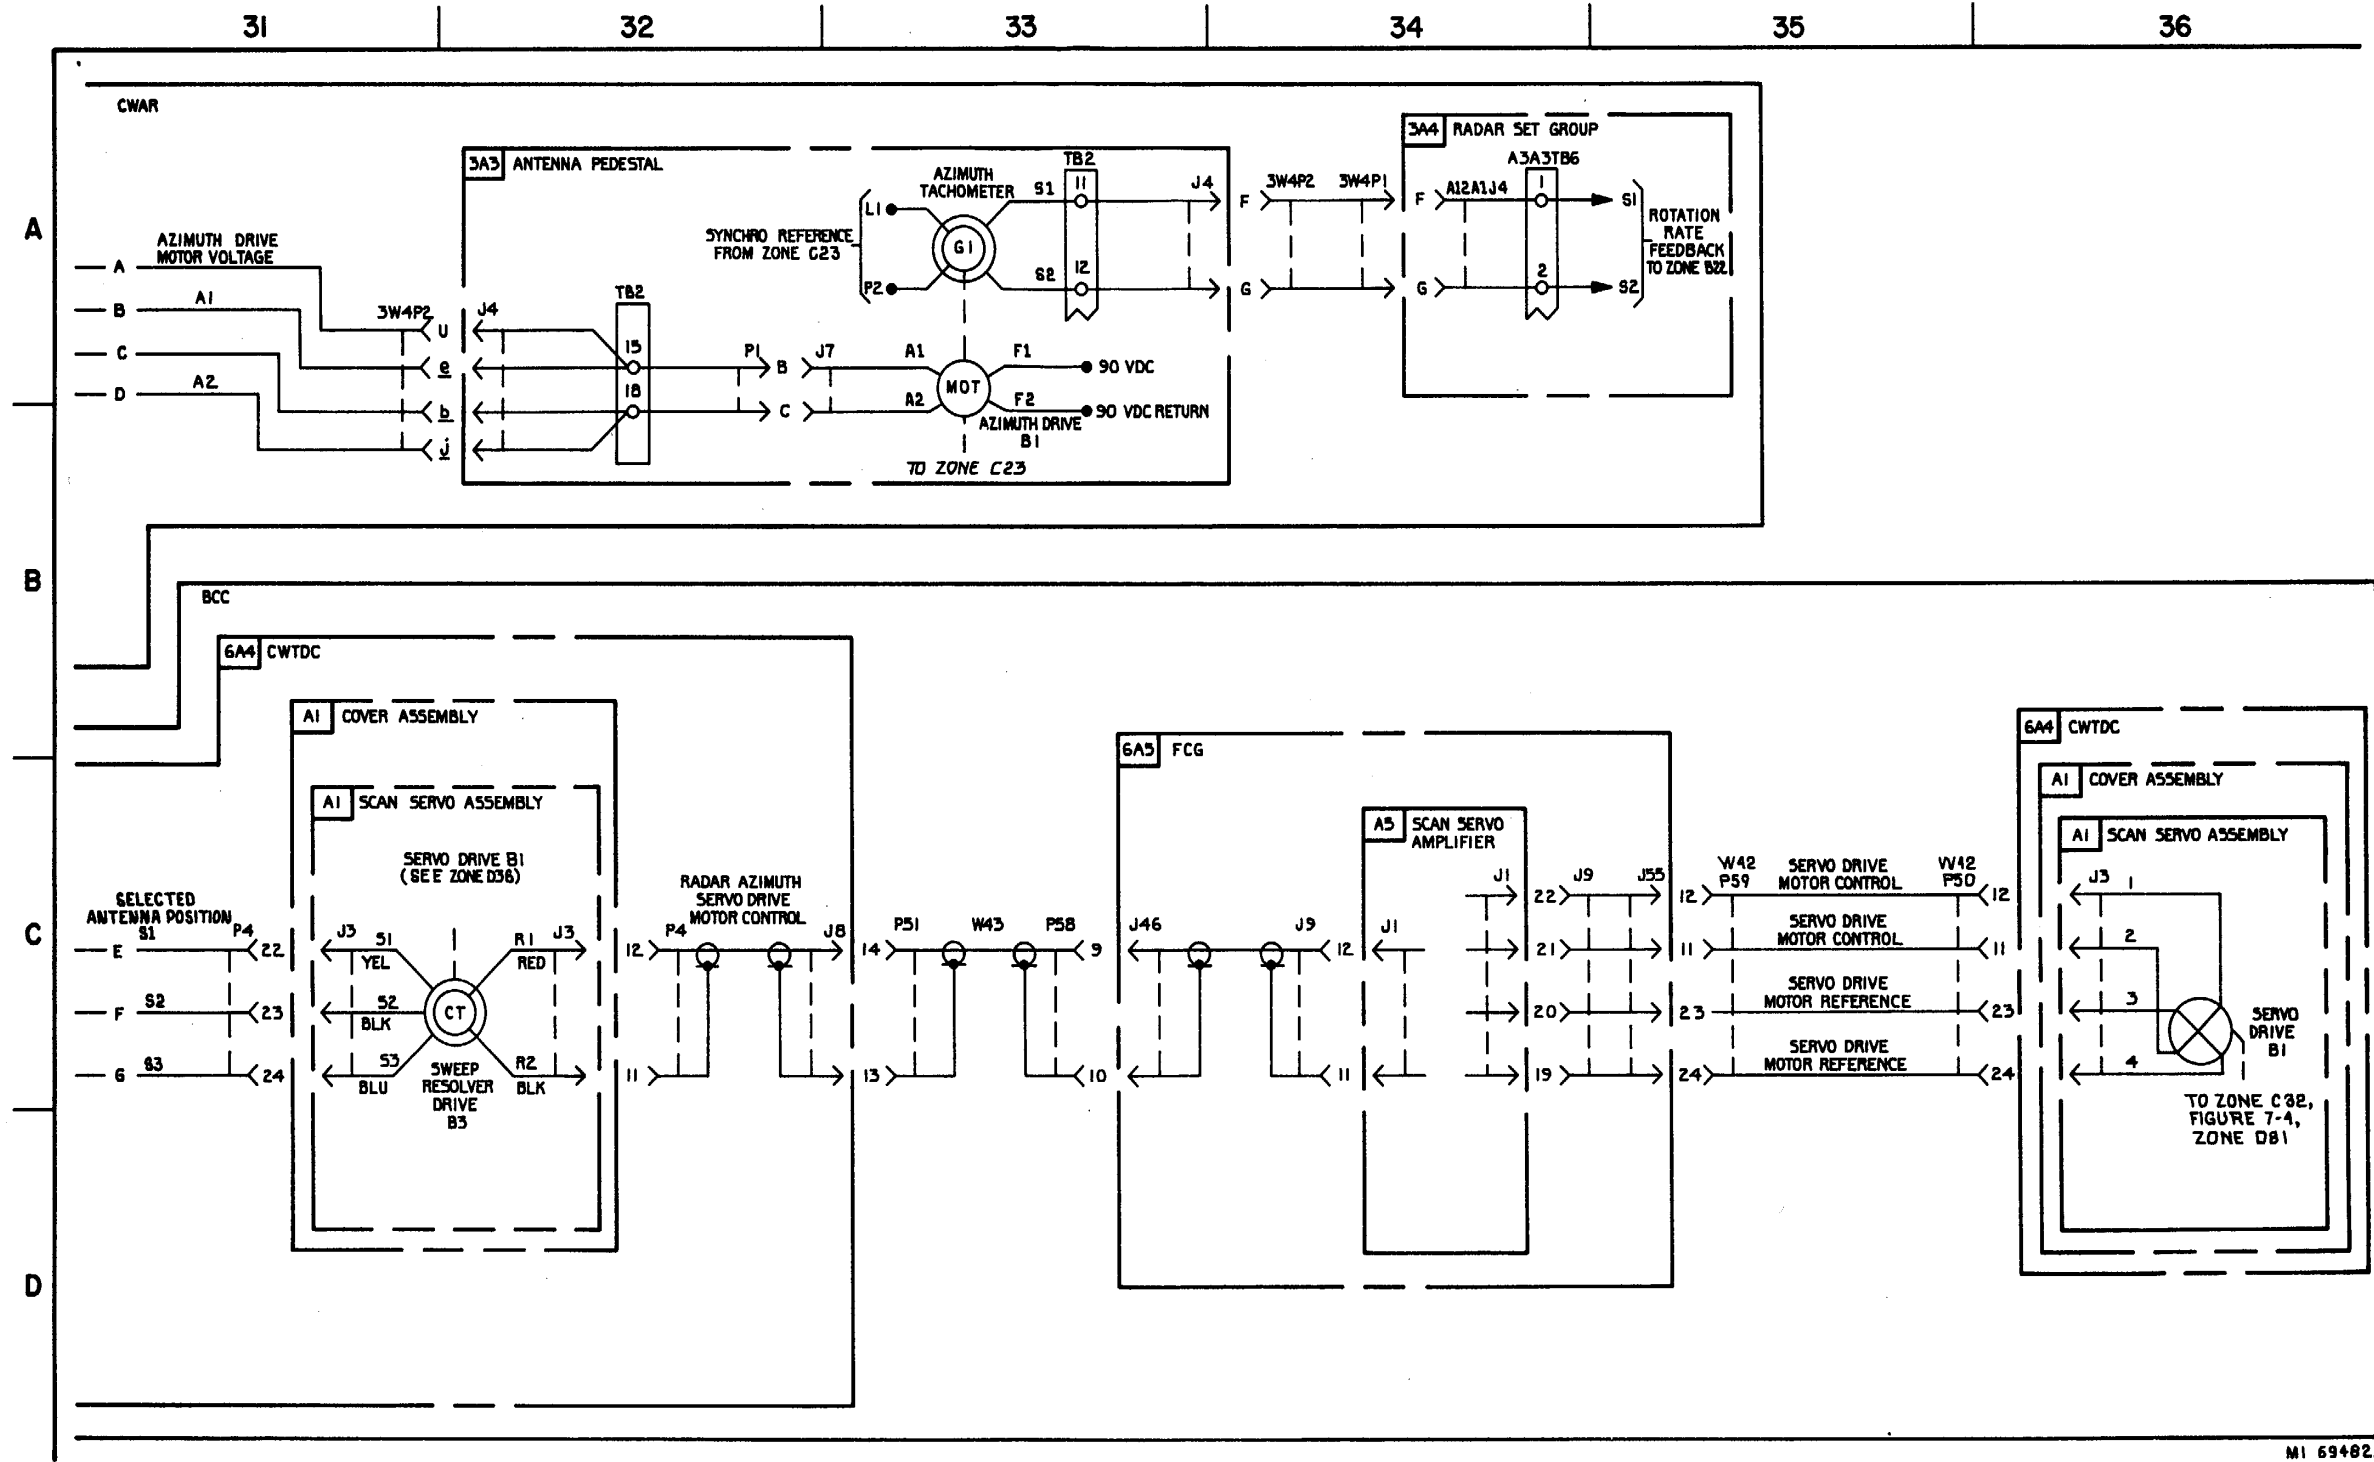 31 32 33 34 35 36
A
B
C
D
CWAR
3A3 ANTENNA PEDESTAL
3A4 RADAR SET GROUP
A3A3TB6
AZIMUTH
TACHOMETER
S1
TB2
11
J4
F
3W4P2
3W4P1
F
A12A1J4
1
S1
L1
G1
SYNCHRO REFERENCE
FROM ZONE C23
P2
S2
12
G
G
2
S2
ROTATION
RATE
FEEDBACK
TO ZONE B22
AZIMUTH DRIVE
MOTOR VOLTAGE
A
B
A1
C
D
A2
3W4P2
U
e
b
j
J4
TB2
15
18
P1
B
C
J7
A1
A2
MOT
F1
F2
90 VDC
90 VDC RETURN
AZIMUTH DRIVE
B1
TO ZONE C23
BCC
6A4 CWTDC
A1 COVER ASSEMBLY
A1 SCAN SERVO ASSEMBLY
SERVO DRIVE B1
(SEE ZONE D36)
SELECTED
ANTENNA POSITION
E
S1
P4
22
F
S2
23
G
S3
24
J3
S1
YEL
S2
BLK
S3
BLU
CT
R1
RED
J3
R2
BLK
SWEEP
RESOLVER
DRIVE
B3
12
11
P4
RADAR AZIMUTH
SERVO DRIVE
MOTOR CONTROL
J8
14
13
P51
W43
P58
9
10
6A5 FCG
J46
J9
12
11
A5 SCAN SERVO
AMPLIFIER
J1
J1
22
21
20
19
J9
J55
12
11
23
24
W42
P59
SERVO DRIVE
MOTOR CONTROL
SERVO DRIVE
MOTOR CONTROL
SERVO DRIVE
MOTOR REFERENCE
SERVO DRIVE
MOTOR REFERENCE
W42
P50
12
11
23
24
6A4 CWTDC
A1 COVER ASSEMBLY
A1 SCAN SERVO ASSEMBLY
J3
1
2
3
4
SERVO
DRIVE
B1
TO ZONE C32,
FIGURE 7-4,
ZONE D81
MI 69482